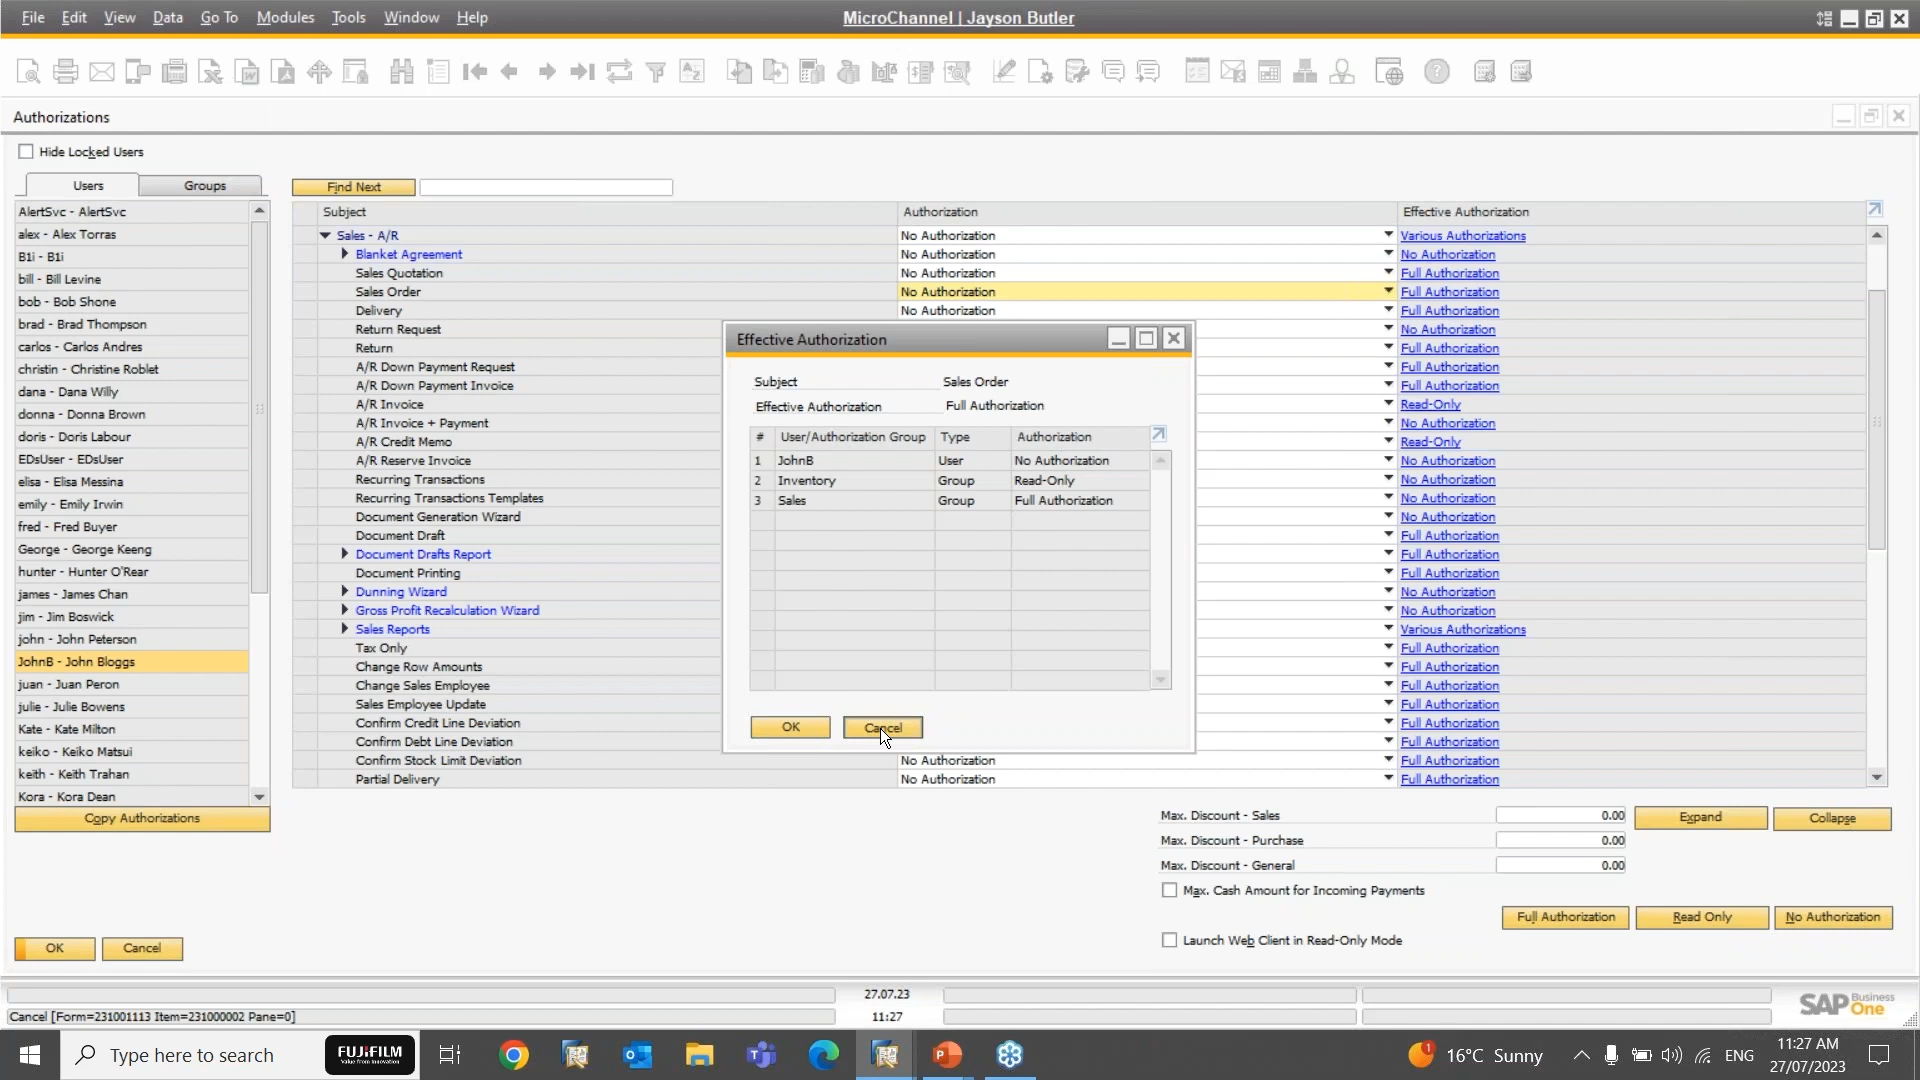 File Edit View Data Go To Modules Tools Window Help
MicroChannel | Jayson Butler
Authorizations
Hide Locked Users
Users Groups
Find Next
AlertSvc - AlertSvc
alex - Alex Torras
B1i - B1i
bill - Bill Levine
bob - Bob Shone
brad - Brad Thompson
carlos - Carlos Andres
christin - Christine Roblet
dana - Dana Willy
donna - Donna Brown
doris - Doris Labour
EDsUser - EDsUser
elisa - Elisa Messina
emily - Emily Irwin
fred - Fred Buyer
George - George Keeng
hunter - Hunter O'Rear
james - James Chan
jim - Jim Boswick
john - John Peterson
JohnB - John Bloggs
juan - Juan Peron
julie - Julie Bowens
Kate - Kate Milton
keiko - Keiko Matsui
keith - Keith Trahan
Kora - Kora Dean
Copy Authorizations
Subject Authorization Effective Authorization
Sales - A/R No Authorization Various Authorizations
Blanket Agreement No Authorization No Authorization
Sales Quotation No Authorization Full Authorization
Sales Order No Authorization Full Authorization
Delivery No Authorization Full Authorization
Return Request No Authorization
Return Full Authorization
A/R Down Payment Request Full Authorization
A/R Down Payment Invoice Full Authorization
A/R Invoice Read-Only
A/R Invoice + Payment No Authorization
A/R Credit Memo Read-Only
A/R Reserve Invoice No Authorization
Recurring Transactions No Authorization
Recurring Transactions Templates No Authorization
Document Generation Wizard No Authorization
Document Draft Full Authorization
Document Drafts Report Full Authorization
Document Printing Full Authorization
Dunning Wizard No Authorization
Gross Profit Recalculation Wizard No Authorization
Sales Reports Various Authorizations
Tax Only Full Authorization
Change Row Amounts Full Authorization
Change Sales Employee Full Authorization
Sales Employee Update Full Authorization
Confirm Credit Line Deviation Full Authorization
Confirm Debt Line Deviation Full Authorization
Confirm Stock Limit Deviation No Authorization Full Authorization
Partial Delivery No Authorization Full Authorization
Effective Authorization
Subject Sales Order
Effective Authorization Full Authorization
# User/Authorization Group Type Authorization
1 JohnB User No Authorization
2 Inventory Group Read-Only
3 Sales Group Full Authorization
OK Cancel
Max. Discount - Sales 0.00 Expand Collapse
Max. Discount - Purchase 0.00
Max. Discount - General 0.00
Max. Cash Amount for Incoming Payments
Full Authorization Read Only No Authorization
Launch Web Client in Read-Only Mode
OK Cancel
27.07.23
Cancel [Form=231001113 Item=231000002 Pane=0] 11:27
SAP Business One
Type here to search
FUJIFILM
Value from Innovation
1
16°C Sunny
ENG
11:27 AM
27/07/2023